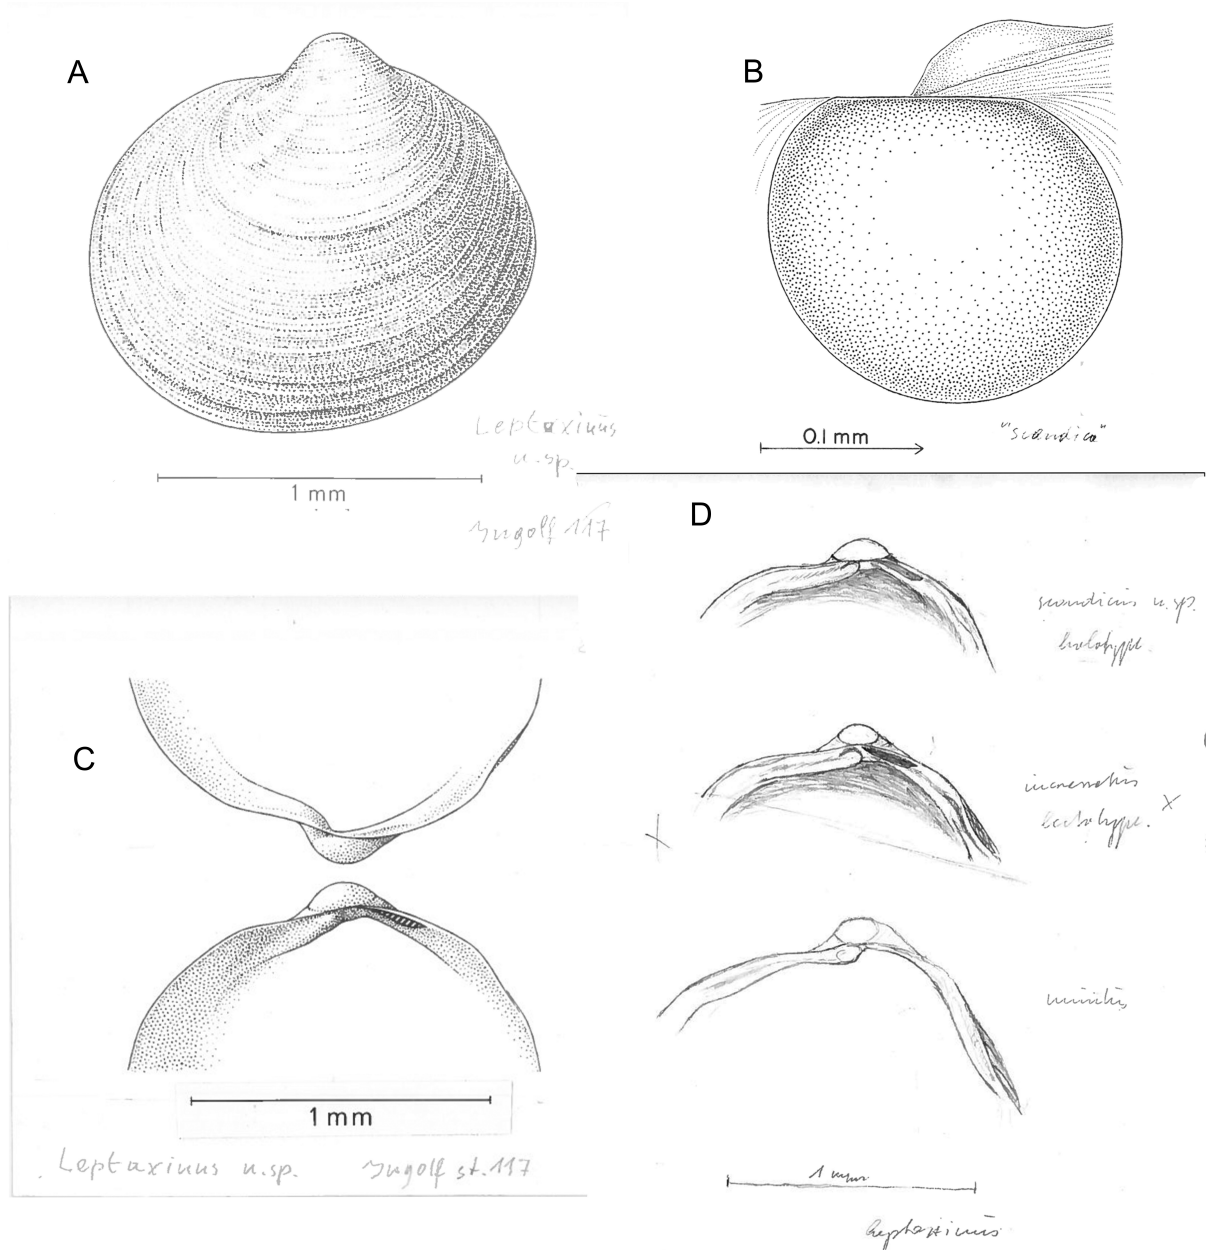 A
B
Leptaxinus
n.sp.
1 mm
Ingolf 117
0.1 mm
"scandica"
D
scandicus n.sp.
holotype.
C
lectotype. x
minutus
1 mm
Leptaxinus n.sp. Ingolf st. 117
1 mm.
Leptaxinus